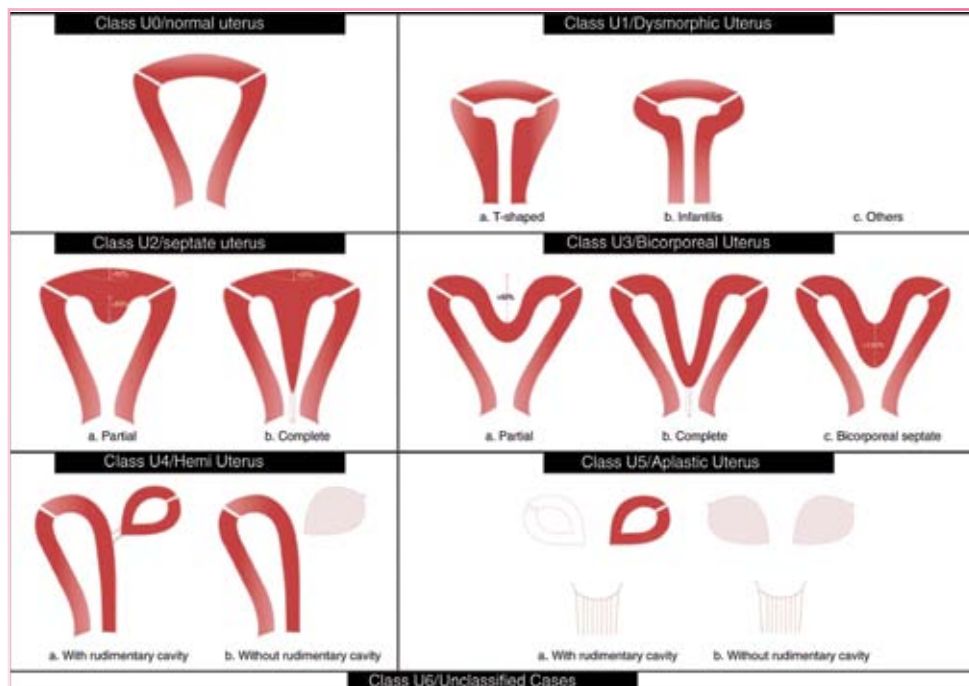 Class U0/normal uterus
Class U1/Dysmorphic Uterus
a. T-shaped
b. Infantilis
c. Others
Class U2/septate uterus
a. Partial
b. Complete
Class U3/Bicorporeal Uterus
a. Partial
b. Complete
c. Bicorporeal septate
Class U4/Hemi Uterus
a. With rudimentary cavity
b. Without rudimentary cavity
Class U5/Aplastic Uterus
a. With rudimentary cavity
b. Without rudimentary cavity
Class U6/Unclassified Cases